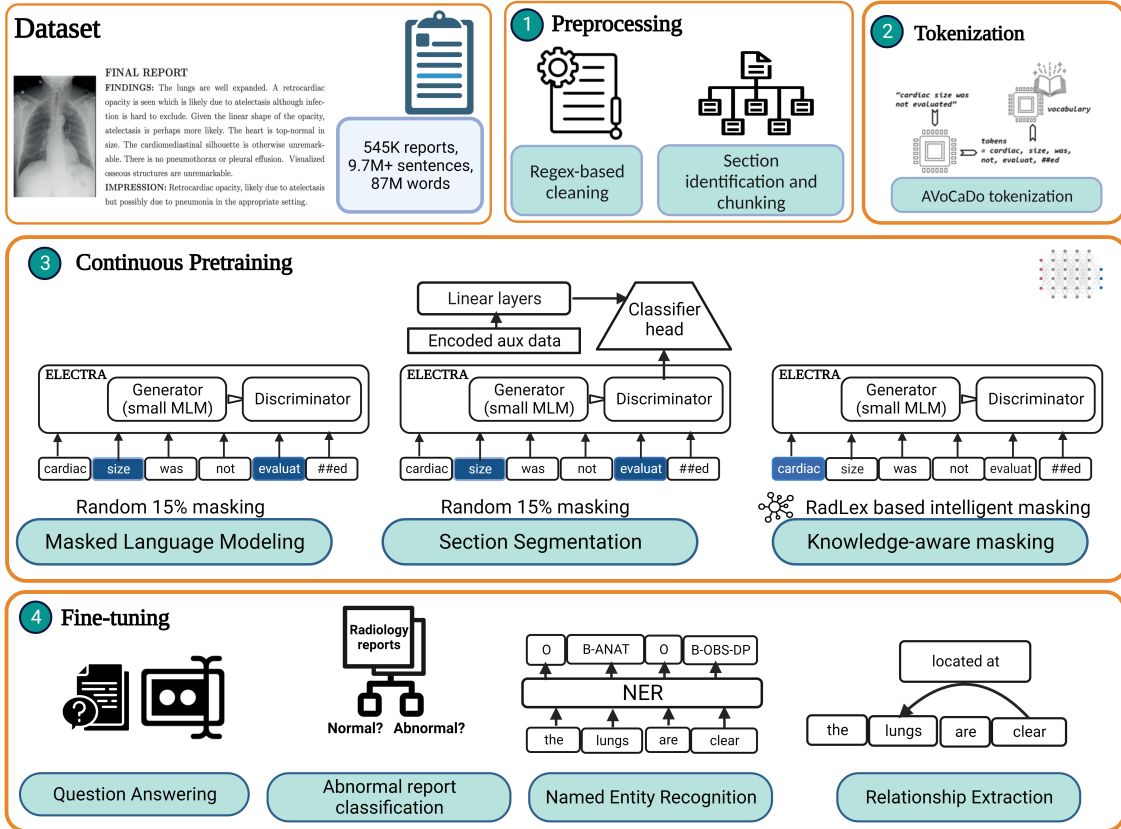 Dataset
FINAL REPORT
FINDINGS: The lungs are well expanded. A retrocardiac
opacity is seen which is likely due to atelectasis although infec-
tion is hard to exclude. Given the linear shape of the opacity,
atelectasis is perhaps more likely. The heart is top-normal in
size. The cardiomediastinal silhouette is otherwise unremark-
able. There is no pneumothorax or pleural effusion. Visualized
osseous structures are unremarkable.
IMPRESSION: Retrocardiac opacity, likely due to atelectasis
but possibly due to pneumonia in the appropriate setting.
545K reports,
9.7M+ sentences,
87M words
1
Preprocessing
Regex-based
cleaning
Section
identification and
chunking
2
Tokenization
"cardiac size was
not evaluated"
vocabulary
tokens
= cardiac, size, was,
not, evaluat, ##ed
AVoCaDo tokenization
3
Continuous Pretraining
Linear layers
Encoded aux data
Classifier
head
ELECTRA
Generator
(small MLM)
Discriminator
cardiac size was not evaluat ##ed
Random 15% masking
Masked Language Modeling
ELECTRA
Generator
(small MLM)
Discriminator
cardiac size was not evaluat ##ed
Random 15% masking
Section Segmentation
ELECTRA
Generator
(small MLM)
Discriminator
cardiac size was not evaluat ##ed
RadLex based intelligent masking
Knowledge-aware masking
4
Fine-tuning
?
Question Answering
Radiology
reports
Normal? Abnormal?
Abnormal report
classification
O B-ANAT O B-OBS-DP
NER
the lungs are clear
Named Entity Recognition
located at
the lungs are clear
Relationship Extraction